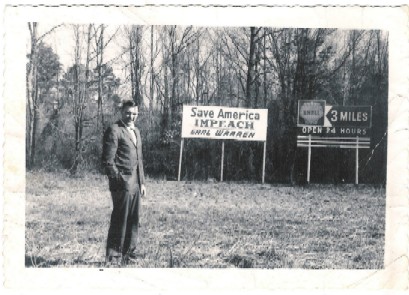 Save America
IMPEACH
EARL WARREN
3 MILES
OPEN 24 HOURS